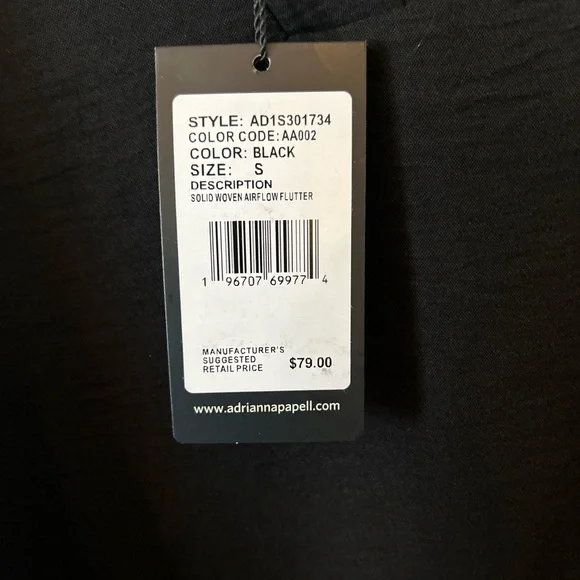 STYLE: AD1S301734
COLOR CODE: AA002
COLOR: BLACK
SIZE: S
DESCRIPTION
SOLID WOVEN AIRFLOW FLUTTER
1 96707 69977 4
MANUFACTURER'S
SUGGESTED
RETAIL PRICE $79.00
www.adriannapapell.com